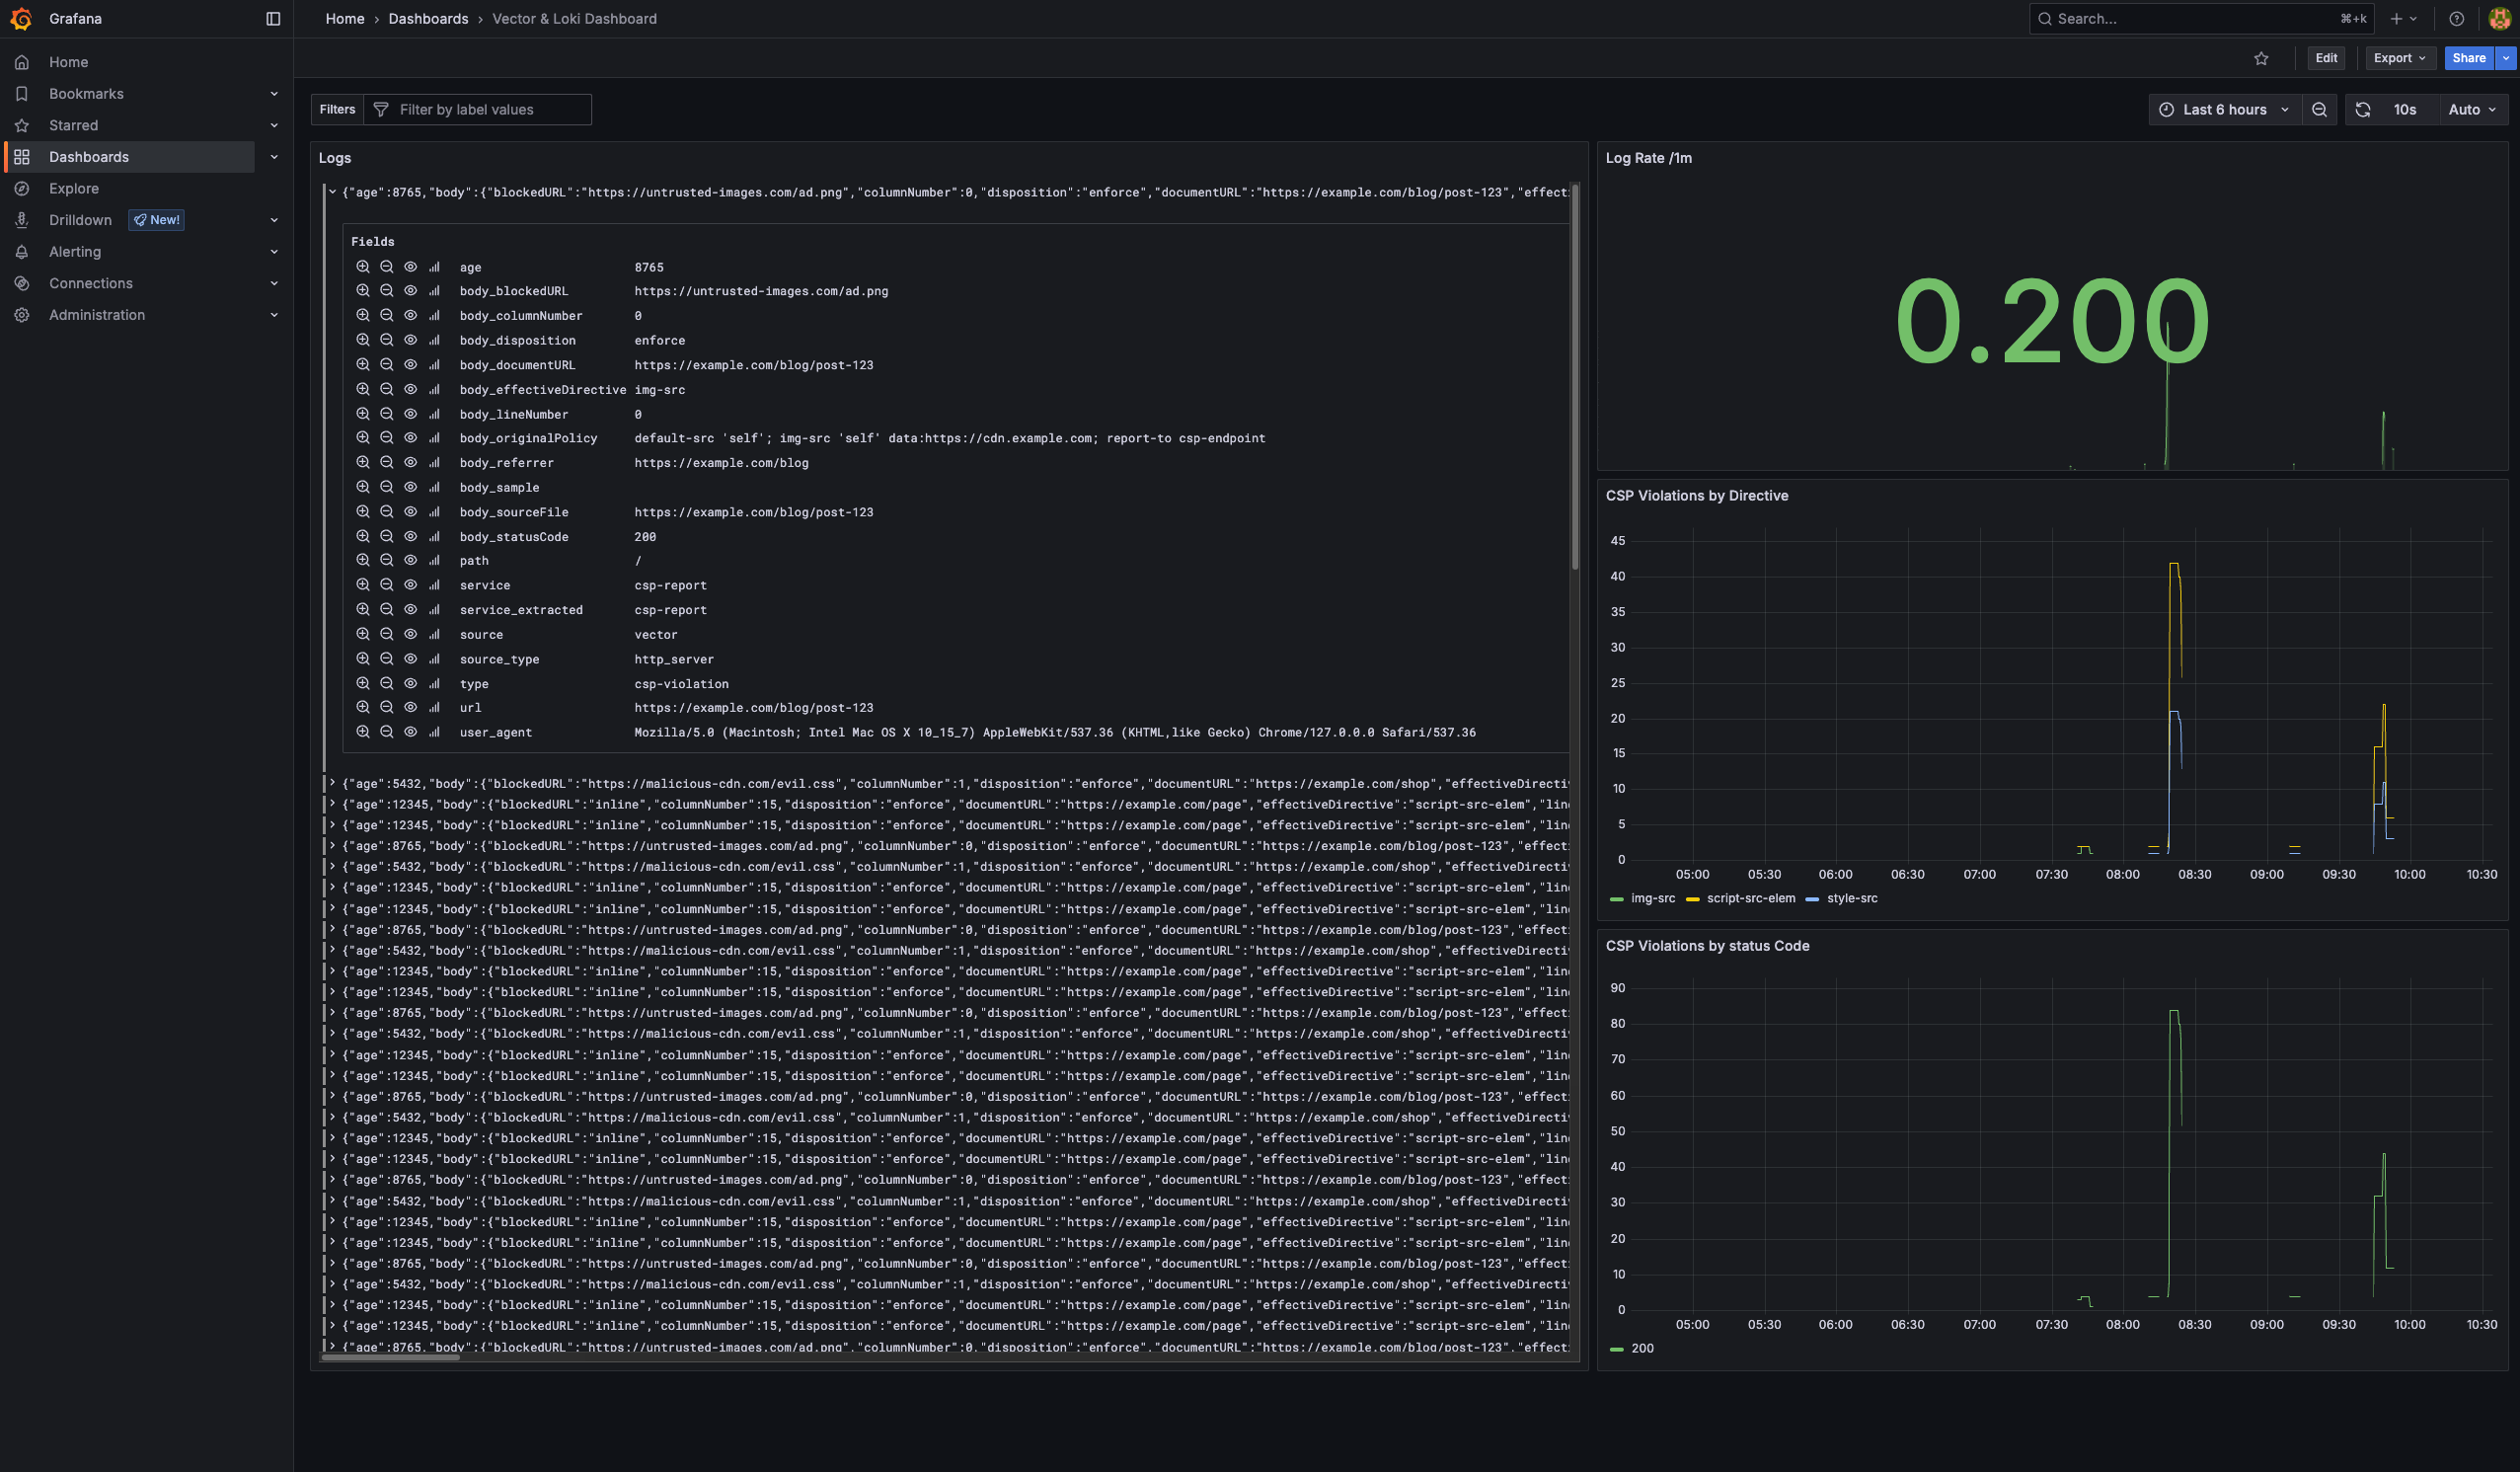 Grafana
Home › Dashboards › Vector & Loki Dashboard
Search...
⌘+k
Home
Bookmarks
Starred
Dashboards
Explore
Drilldown New!
Alerting
Connections
Administration
Edit
Export
Share
Filters
Filter by label values
Last 6 hours
10s
Auto
Logs
{"age":8765,"body":{"blockedURL":"https://untrusted-images.com/ad.png","columnNumber":0,"disposition":"enforce","documentURL":"https://example.com/blog/post-123","effect
Fields
age 8765
body_blockedURL https://untrusted-images.com/ad.png
body_columnNumber 0
body_disposition enforce
body_documentURL https://example.com/blog/post-123
body_effectiveDirective img-src
body_lineNumber 0
body_originalPolicy default-src 'self'; img-src 'self' data:https://cdn.example.com; report-to csp-endpoint
body_referrer https://example.com/blog
body_sample
body_sourceFile https://example.com/blog/post-123
body_statusCode 200
path /
service csp-report
service_extracted csp-report
source vector
source_type http_server
type csp-violation
url https://example.com/blog/post-123
user_agent Mozilla/5.0 (Macintosh; Intel Mac OS X 10_15_7) AppleWebKit/537.36 (KHTML,like Gecko) Chrome/127.0.0.0 Safari/537.36
{"age":5432,"body":{"blockedURL":"https://malicious-cdn.com/evil.css","columnNumber":1,"disposition":"enforce","documentURL":"https://example.com/shop","effectiveDirecti
{"age":12345,"body":{"blockedURL":"inline","columnNumber":15,"disposition":"enforce","documentURL":"https://example.com/page","effectiveDirective":"script-src-elem","lin
{"age":12345,"body":{"blockedURL":"inline","columnNumber":15,"disposition":"enforce","documentURL":"https://example.com/page","effectiveDirective":"script-src-elem","lin
{"age":8765,"body":{"blockedURL":"https://untrusted-images.com/ad.png","columnNumber":0,"disposition":"enforce","documentURL":"https://example.com/blog/post-123","effect
{"age":5432,"body":{"blockedURL":"https://malicious-cdn.com/evil.css","columnNumber":1,"disposition":"enforce","documentURL":"https://example.com/shop","effectiveDirecti
{"age":12345,"body":{"blockedURL":"inline","columnNumber":15,"disposition":"enforce","documentURL":"https://example.com/page","effectiveDirective":"script-src-elem","lin
{"age":12345,"body":{"blockedURL":"inline","columnNumber":15,"disposition":"enforce","documentURL":"https://example.com/page","effectiveDirective":"script-src-elem","lin
{"age":8765,"body":{"blockedURL":"https://untrusted-images.com/ad.png","columnNumber":0,"disposition":"enforce","documentURL":"https://example.com/blog/post-123","effect
{"age":5432,"body":{"blockedURL":"https://malicious-cdn.com/evil.css","columnNumber":1,"disposition":"enforce","documentURL":"https://example.com/shop","effectiveDirecti
{"age":12345,"body":{"blockedURL":"inline","columnNumber":15,"disposition":"enforce","documentURL":"https://example.com/page","effectiveDirective":"script-src-elem","lin
{"age":12345,"body":{"blockedURL":"inline","columnNumber":15,"disposition":"enforce","documentURL":"https://example.com/page","effectiveDirective":"script-src-elem","lin
{"age":8765,"body":{"blockedURL":"https://untrusted-images.com/ad.png","columnNumber":0,"disposition":"enforce","documentURL":"https://example.com/blog/post-123","effect
{"age":5432,"body":{"blockedURL":"https://malicious-cdn.com/evil.css","columnNumber":1,"disposition":"enforce","documentURL":"https://example.com/shop","effectiveDirecti
{"age":12345,"body":{"blockedURL":"inline","columnNumber":15,"disposition":"enforce","documentURL":"https://example.com/page","effectiveDirective":"script-src-elem","lin
{"age":12345,"body":{"blockedURL":"inline","columnNumber":15,"disposition":"enforce","documentURL":"https://example.com/page","effectiveDirective":"script-src-elem","lin
{"age":8765,"body":{"blockedURL":"https://untrusted-images.com/ad.png","columnNumber":0,"disposition":"enforce","documentURL":"https://example.com/blog/post-123","effect
{"age":5432,"body":{"blockedURL":"https://malicious-cdn.com/evil.css","columnNumber":1,"disposition":"enforce","documentURL":"https://example.com/shop","effectiveDirecti
{"age":12345,"body":{"blockedURL":"inline","columnNumber":15,"disposition":"enforce","documentURL":"https://example.com/page","effectiveDirective":"script-src-elem","lin
{"age":12345,"body":{"blockedURL":"inline","columnNumber":15,"disposition":"enforce","documentURL":"https://example.com/page","effectiveDirective":"script-src-elem","lin
{"age":8765,"body":{"blockedURL":"https://untrusted-images.com/ad.png","columnNumber":0,"disposition":"enforce","documentURL":"https://example.com/blog/post-123","effect
{"age":5432,"body":{"blockedURL":"https://malicious-cdn.com/evil.css","columnNumber":1,"disposition":"enforce","documentURL":"https://example.com/shop","effectiveDirecti
{"age":12345,"body":{"blockedURL":"inline","columnNumber":15,"disposition":"enforce","documentURL":"https://example.com/page","effectiveDirective":"script-src-elem","lin
{"age":12345,"body":{"blockedURL":"inline","columnNumber":15,"disposition":"enforce","documentURL":"https://example.com/page","effectiveDirective":"script-src-elem","lin
{"age":8765,"body":{"blockedURL":"https://untrusted-images.com/ad.png","columnNumber":0,"disposition":"enforce","documentURL":"https://example.com/blog/post-123","effect
{"age":5432,"body":{"blockedURL":"https://malicious-cdn.com/evil.css","columnNumber":1,"disposition":"enforce","documentURL":"https://example.com/shop","effectiveDirecti
{"age":12345,"body":{"blockedURL":"inline","columnNumber":15,"disposition":"enforce","documentURL":"https://example.com/page","effectiveDirective":"script-src-elem","lin
{"age":12345,"body":{"blockedURL":"inline","columnNumber":15,"disposition":"enforce","documentURL":"https://example.com/page","effectiveDirective":"script-src-elem","lin
{"age":8765,"body":{"blockedURL":"https://untrusted-images.com/ad.png","columnNumber":0,"disposition":"enforce","documentURL":"https://example.com/blog/post-123","effect
Log Rate /1m
0.200
CSP Violations by Directive
45
40
35
30
25
20
15
10
5
0
05:00 05:30 06:00 06:30 07:00 07:30 08:00 08:30 09:00 09:30 10:00 10:30
img-src script-src-elem style-src
CSP Violations by status Code
90
80
70
60
50
40
30
20
10
0
05:00 05:30 06:00 06:30 07:00 07:30 08:00 08:30 09:00 09:30 10:00 10:30
200